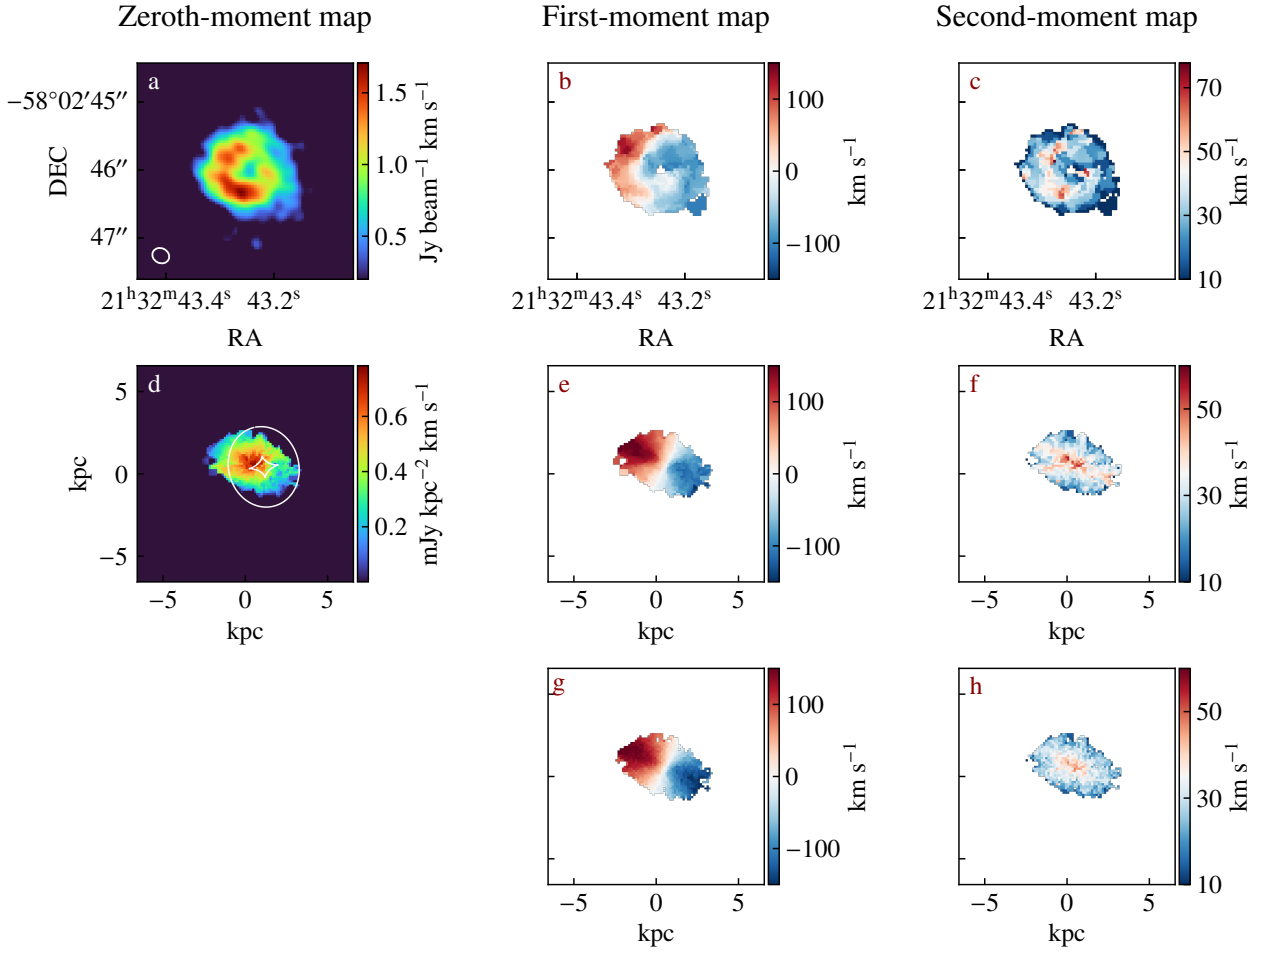 Zeroth-moment map First-moment map Second-moment map
a b c
−58°02′45″ 46″ 47″
DEC
1.5 1.0 0.5
Jy beam⁻¹ km s⁻¹
100 0 −100
km s⁻¹
70 50 30 10
km s⁻¹
21ʰ32ᵐ43.4ˢ 43.2ˢ 21ʰ32ᵐ43.4ˢ 43.2ˢ 21ʰ32ᵐ43.4ˢ 43.2ˢ
RA RA RA
d e f
5 0 −5
kpc
0.6 0.4 0.2
mJy kpc⁻² km s⁻¹
100 0 −100
km s⁻¹
50 30 10
km s⁻¹
−5 0 5 −5 0 5 −5 0 5
kpc kpc kpc
g h
100 0 −100
km s⁻¹
50 30 10
km s⁻¹
−5 0 5 −5 0 5
kpc kpc